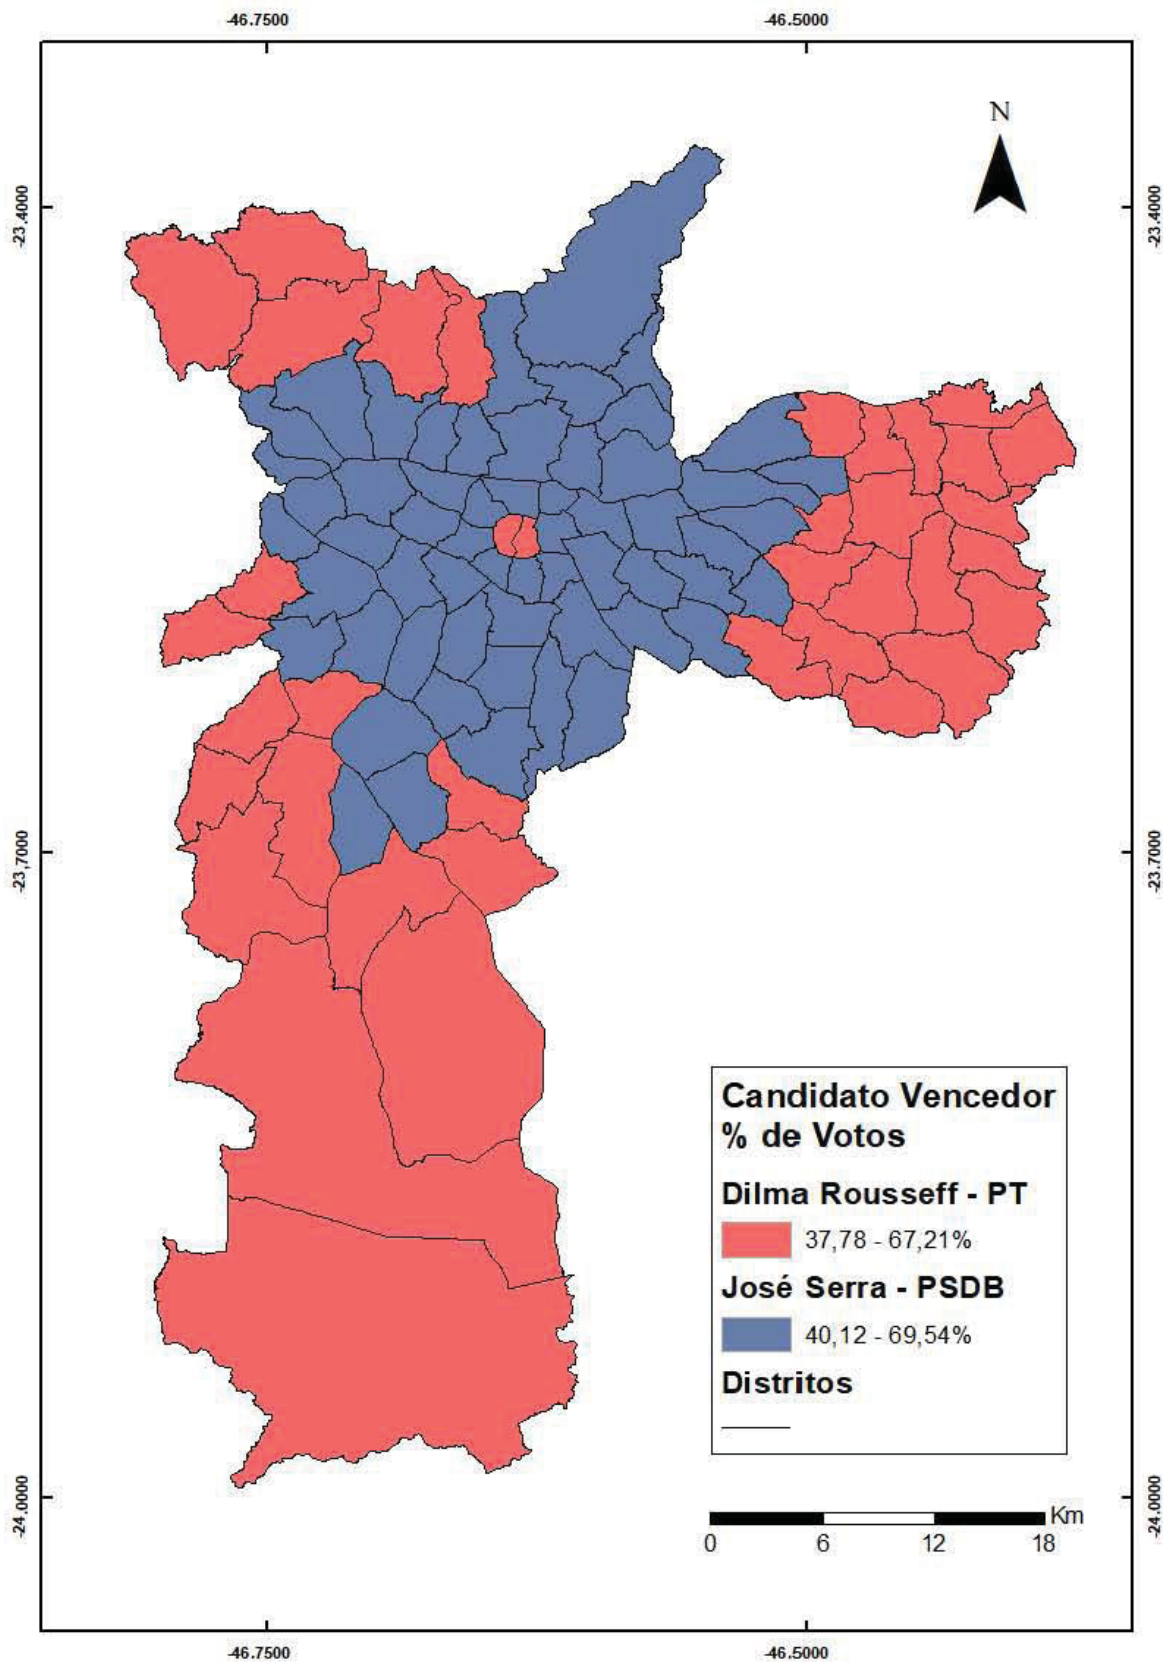 -46.7500
-46.5000
N
-23,4000
-23.4000
-23,7000
-23.7000
Candidato Vencedor
% de Votos
Dilma Rousseff - PT
37,78 - 67,21%
José Serra - PSDB
40,12 - 69,54%
Distritos
-24.0000
-24.0000
Km
0 6 12 18
-46.7500
-46.5000